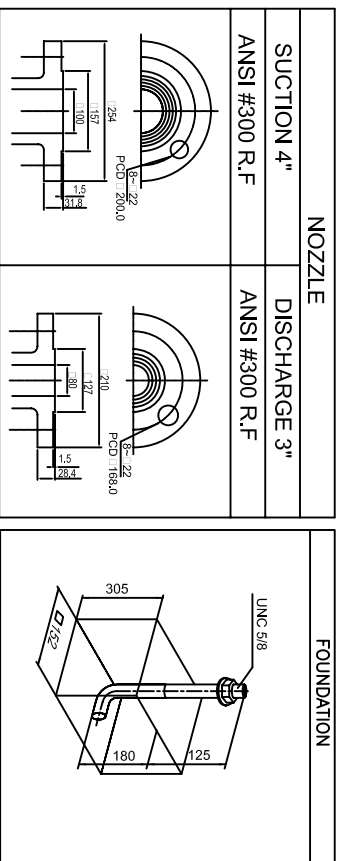 NOZZLE
SUCTION 4"
DISCHARGE 3"
ANSI #300 R.F
ANSI #300 R.F
8-□22
PCD □ 200.0
□254
□157
□100
1.5
31.8
8-□22
PCD □168.0
□210
□127
□80
1.5
28.4
FOUNDATION
UNC 5/8
305
□152
180
125